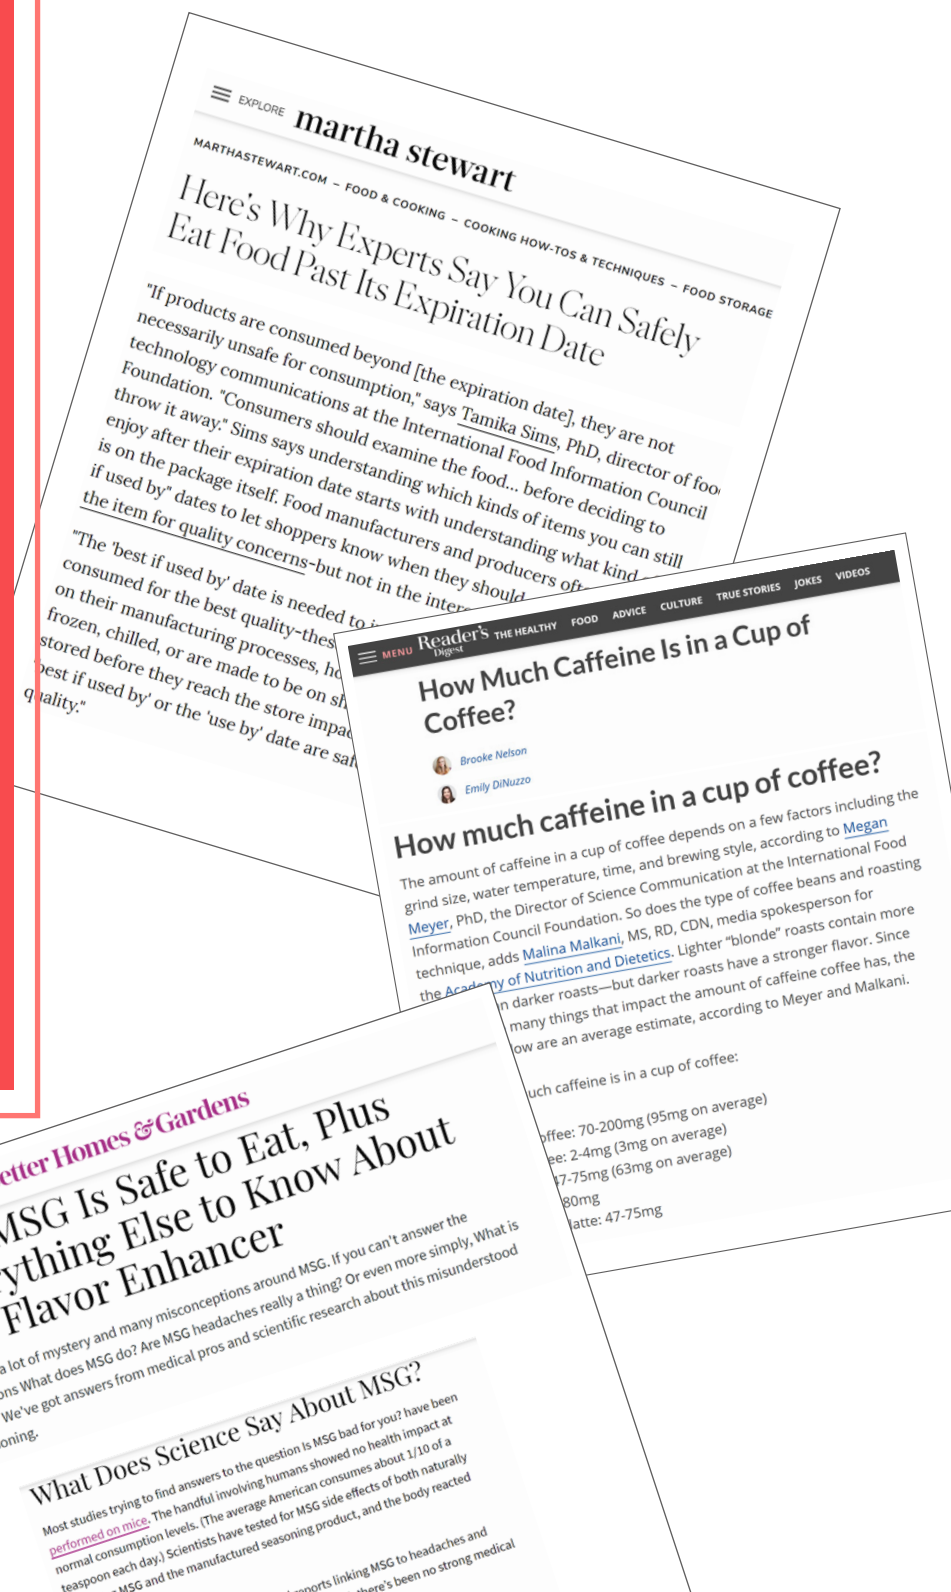 EXPLORE martha stewart
MARTHASTEWART.COM – FOOD & COOKING – COOKING HOW-TOS & TECHNIQUES – FOOD STORAGE
Here's Why Experts Say You Can Safely
Eat Food Past Its Expiration Date
"If products are consumed beyond [the expiration date], they are not
necessarily unsafe for consumption," says Tamika Sims, PhD, director of foo
technology communications at the International Food Information Council
Foundation. "Consumers should examine the food... before deciding to
throw it away." Sims says understanding which kinds of items you can still
enjoy after their expiration date starts with understanding what kind
is on the package itself. Food manufacturers and producers oft
if used by" dates to let shoppers know when they should
the item for quality concerns–but not in the inter
"The 'best if used by' date is needed to
consumed for the best quality–thes
on their manufacturing processes, ho
frozen, chilled, or are made to be on sh
stored before they reach the store impa
best if used by' or the 'use by' date are saf
quality."
MENU Reader's Digest THE HEALTHY FOOD ADVICE CULTURE TRUE STORIES JOKES VIDEOS
How Much Caffeine Is in a Cup of
Coffee?
Brooke Nelson
Emily DiNuzzo
How much caffeine in a cup of coffee?
The amount of caffeine in a cup of coffee depends on a few factors including the
grind size, water temperature, time, and brewing style, according to Megan
Meyer, PhD, the Director of Science Communication at the International Food
Information Council Foundation. So does the type of coffee beans and roasting
technique, adds Malina Malkani, MS, RD, CDN, media spokesperson for
the Academy of Nutrition and Dietetics. Lighter “blonde” roasts contain more
n darker roasts—but darker roasts have a stronger flavor. Since
many things that impact the amount of caffeine coffee has, the
ow are an average estimate, according to Meyer and Malkani.
uch caffeine is in a cup of coffee:
offee: 70-200mg (95mg on average)
ee: 2-4mg (3mg on average)
47-75mg (63mg on average)
80mg
latte: 47-75mg
etter Homes & Gardens
MSG Is Safe to Eat, Plus
rything Else to Know About
Flavor Enhancer
a lot of mystery and many misconceptions around MSG. If you can't answer the
ons What does MSG do? Are MSG headaches really a thing? Or even more simply, What is
We've got answers from medical pros and scientific research about this misunderstood
oning.
What Does Science Say About MSG?
Most studies trying to find answers to the question Is MSG bad for you? have been
performed on mice. The handful involving humans showed no health impact at
normal consumption levels. (The average American consumes about 1/10 of a
teaspoon each day.) Scientists have tested for MSG side effects of both naturally
MSG and the manufactured seasoning product, and the body reacted
reports linking MSG to headaches and
there's been no strong medical